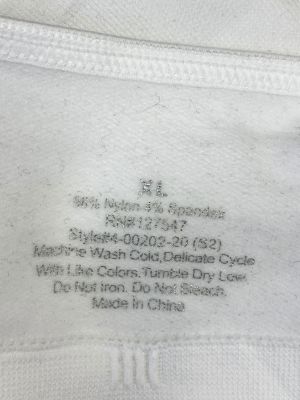 XL
96% Nylon 4% Spandex
RN#127547
Style#4-00202-20 (S2)
Machine Wash Cold,Delicate Cycle
With Like Colors.Tumble Dry Low.
Do Not Iron. Do Not Bleach.
Made in China